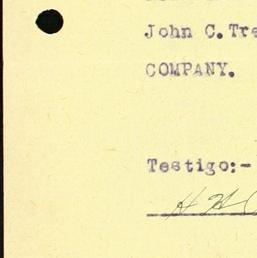 John C. Tre
COMPANY.
Testigo:-